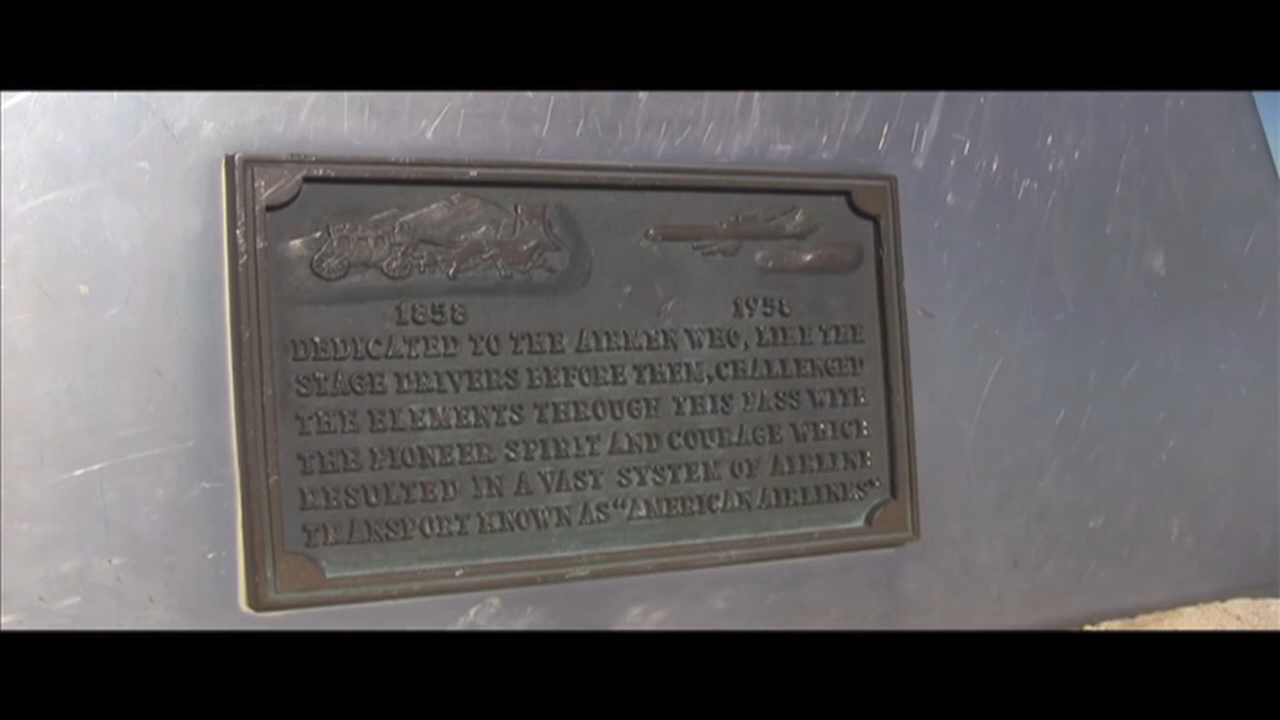 1858 1958
DEDICATED TO THE AIRMEN WHO, LIKE THE
STAGE DRIVERS BEFORE THEM, CHALLENGED
THE ELEMENTS THROUGH THIS PASS WITH
THE PIONEER SPIRIT AND COURAGE WHICH
RESULTED IN A VAST SYSTEM OF AIRLINE
TRANSPORT KNOWN AS "AMERICAN AIRLINES"